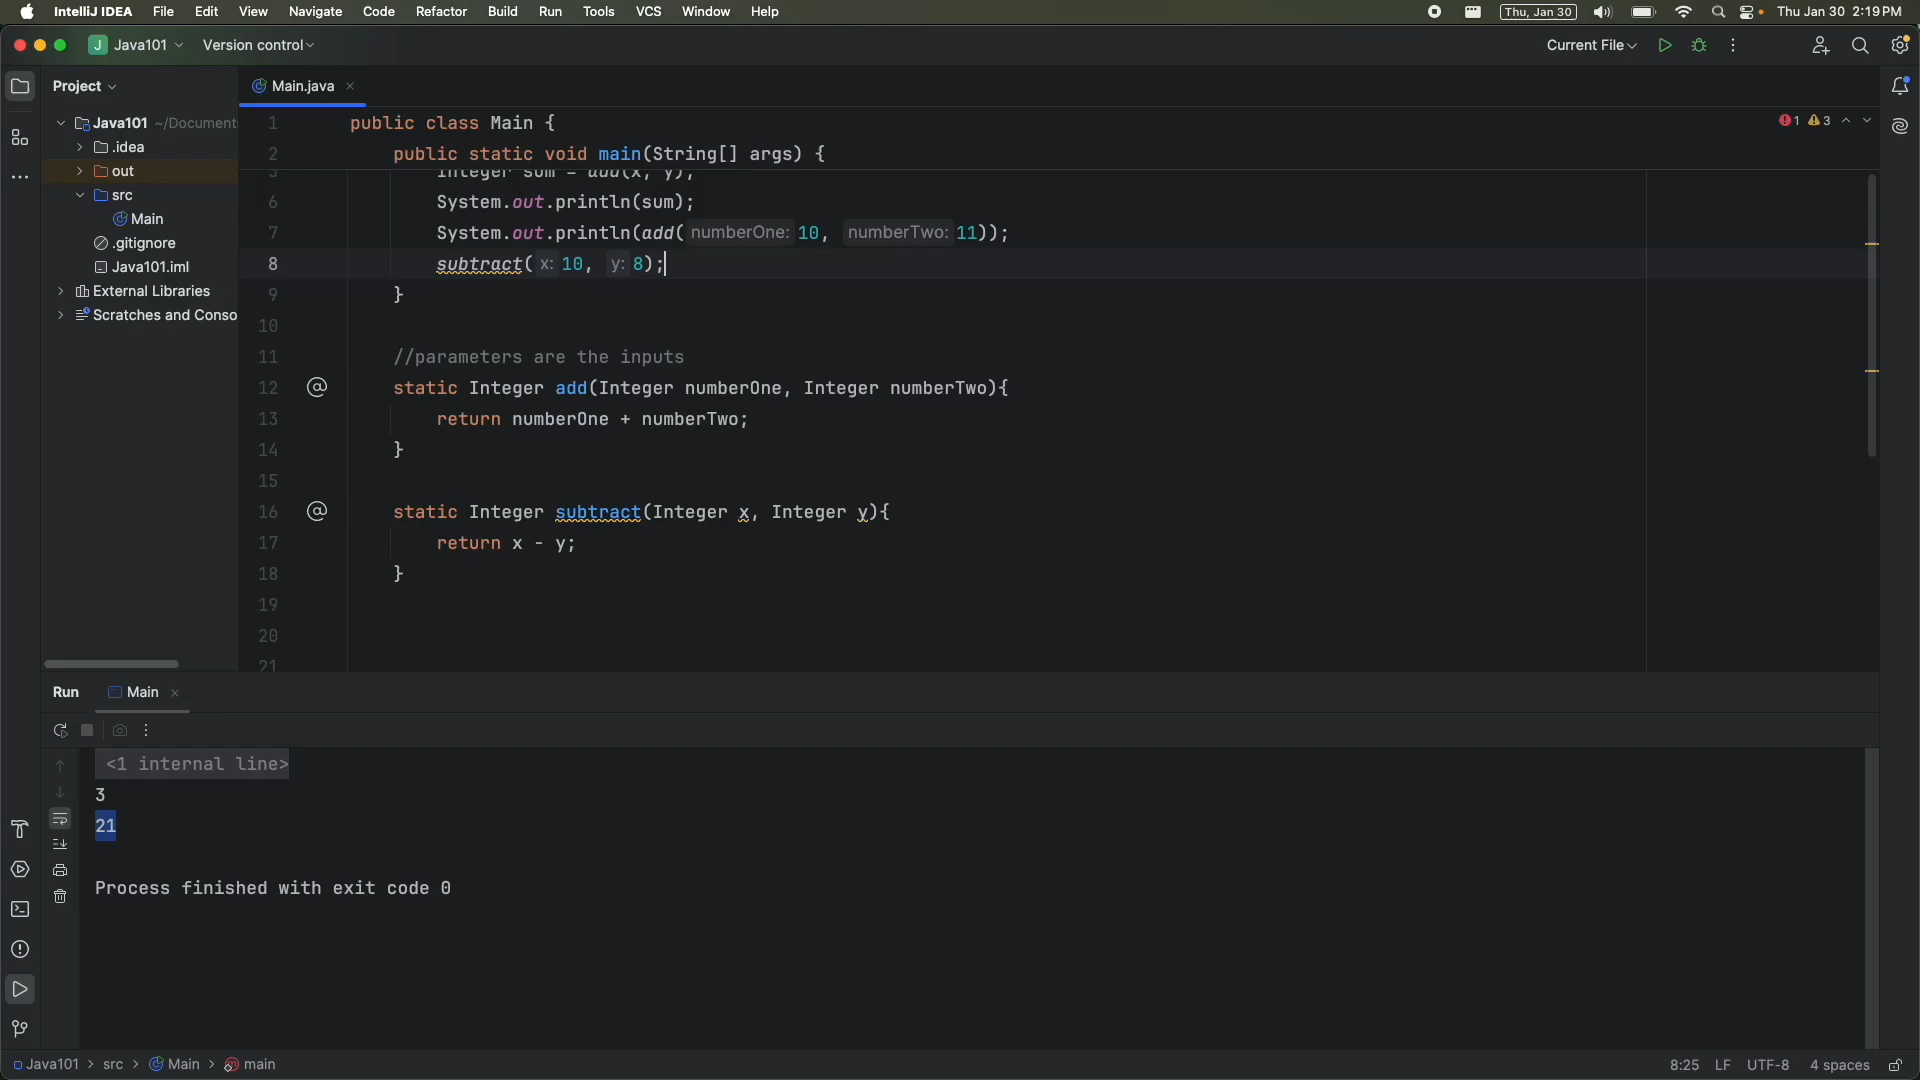 IntelliJ IDEA File Edit View Navigate Code Refactor Build Run Tools VCS Window Help Thu, Jan 30 Thu Jan 30 2:19 PM
J Java101 Version control Current File
Project Main.java
Java101 ~/Document
.idea
out
src
Main
.gitignore
Java101.iml
External Libraries
Scratches and Conso
1 public class Main {
2 public static void main(String[] args) {
5 Integer sum = add(x, y);
6 System.out.println(sum);
7 System.out.println(add( numberOne: 10, numberTwo: 11));
8 subtract( x: 10, y: 8);
9 }
10
11 //parameters are the inputs
12 @ static Integer add(Integer numberOne, Integer numberTwo){
13 return numberOne + numberTwo;
14 }
15
16 @ static Integer subtract(Integer x, Integer y){
17 return x - y;
18 }
19
20
21
1 3
Run Main
<1 internal line>
3
21
Process finished with exit code 0
Java101 > src > Main > main 8:25 LF UTF-8 4 spaces